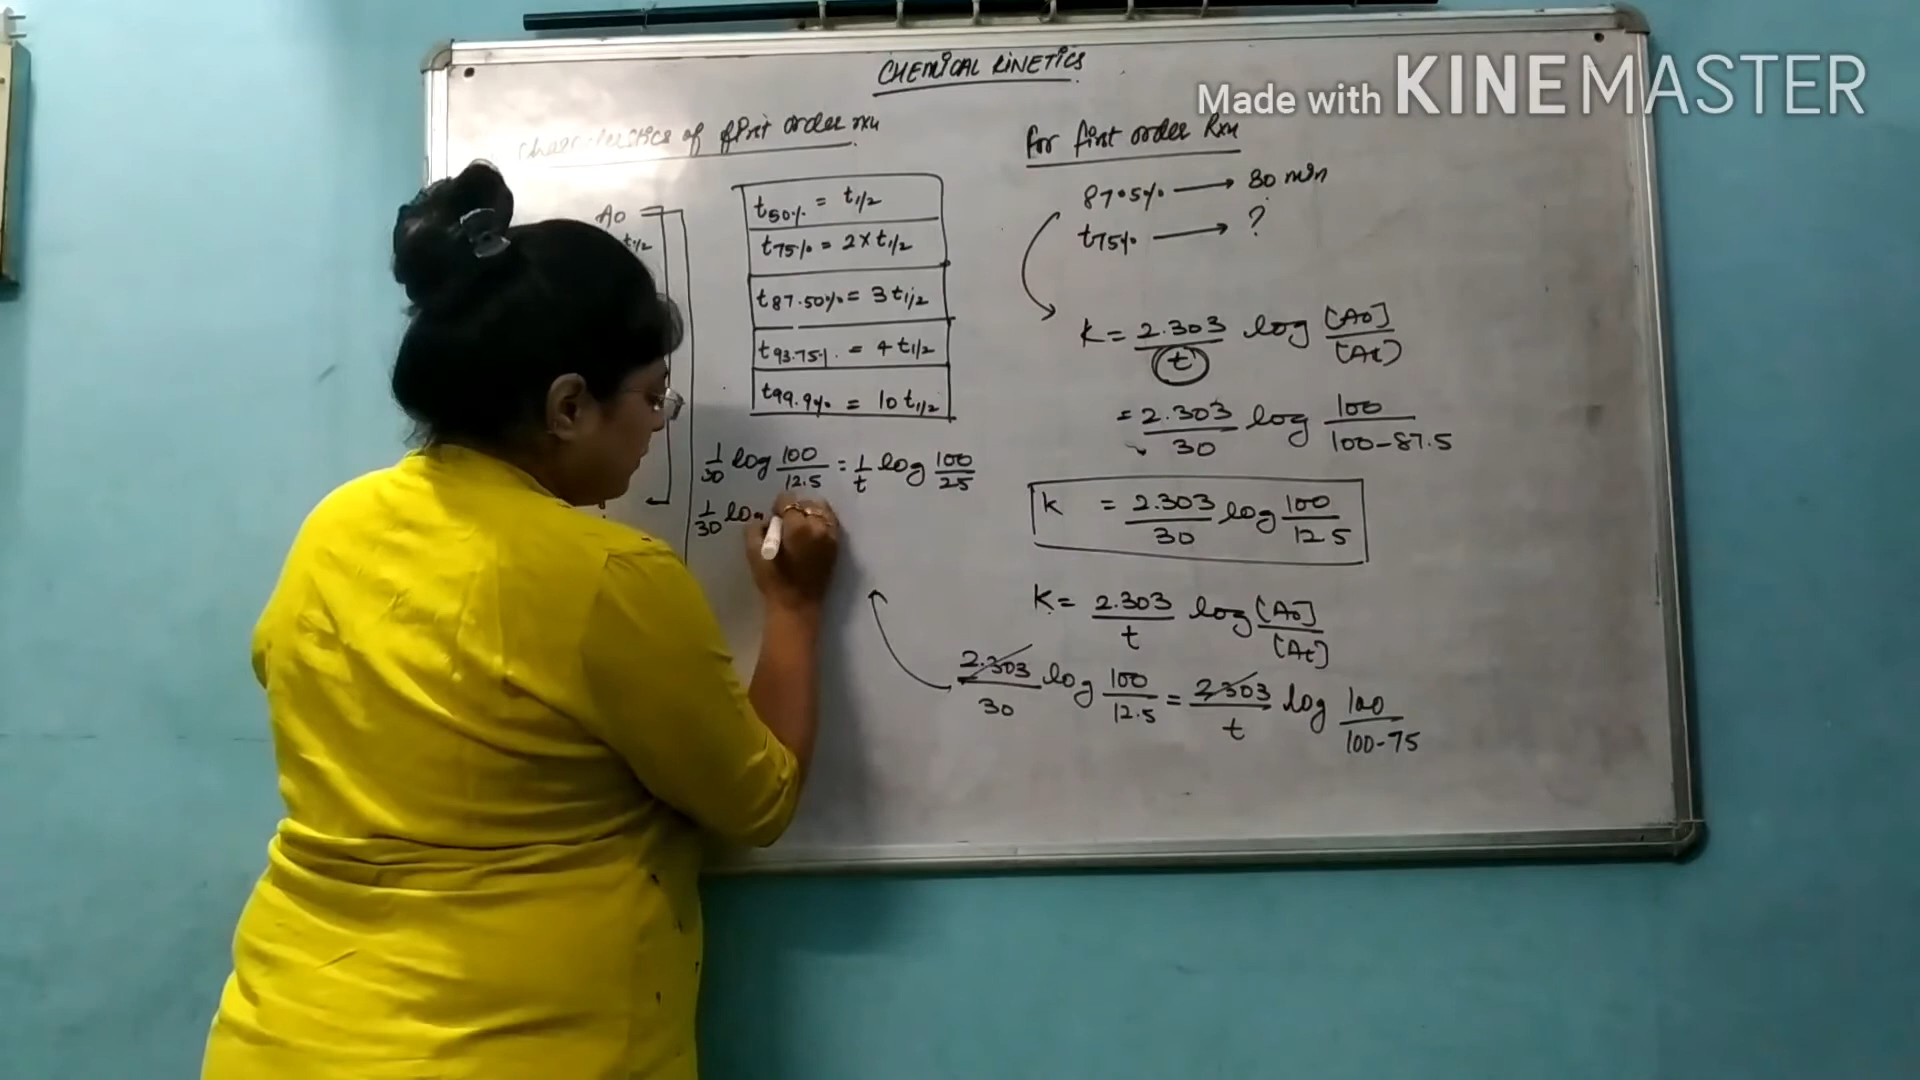 CHEMICAL KINETICS
Made with KINEMASTER
Characteristics of first order rxn
A0
t1/2
t50% = t1/2
t75% = 2 x t1/2
t87.50% = 3 t1/2
t93.75% = 4 t1/2
t99.9% = 10 t1/2
1/30 log 100/12.5 = 1/t log 100/25
1/30 log
for first order Rxn
87.5% → 30 min
t75% → ?
k = 2.303/t log [A0]/[At]
= 2.303/30 log 100/100-87.5
k = 2.303/30 log 100/12.5
K = 2.303/t log [A0]/[At]
2.303/30 log 100/12.5 = 2.303/t log 100/100-75